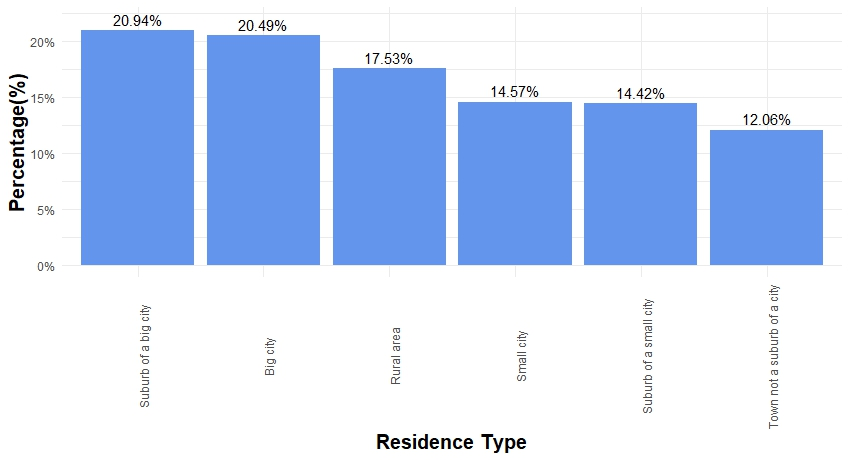 20.94%
20.49%
17.53%
14.57%
14.42%
12.06%
20%
15%
10%
5%
0%
Percentage(%)
Suburb of a big city
Big city
Rural area
Small city
Suburb of a small city
Town not a suburb of a city
Residence Type